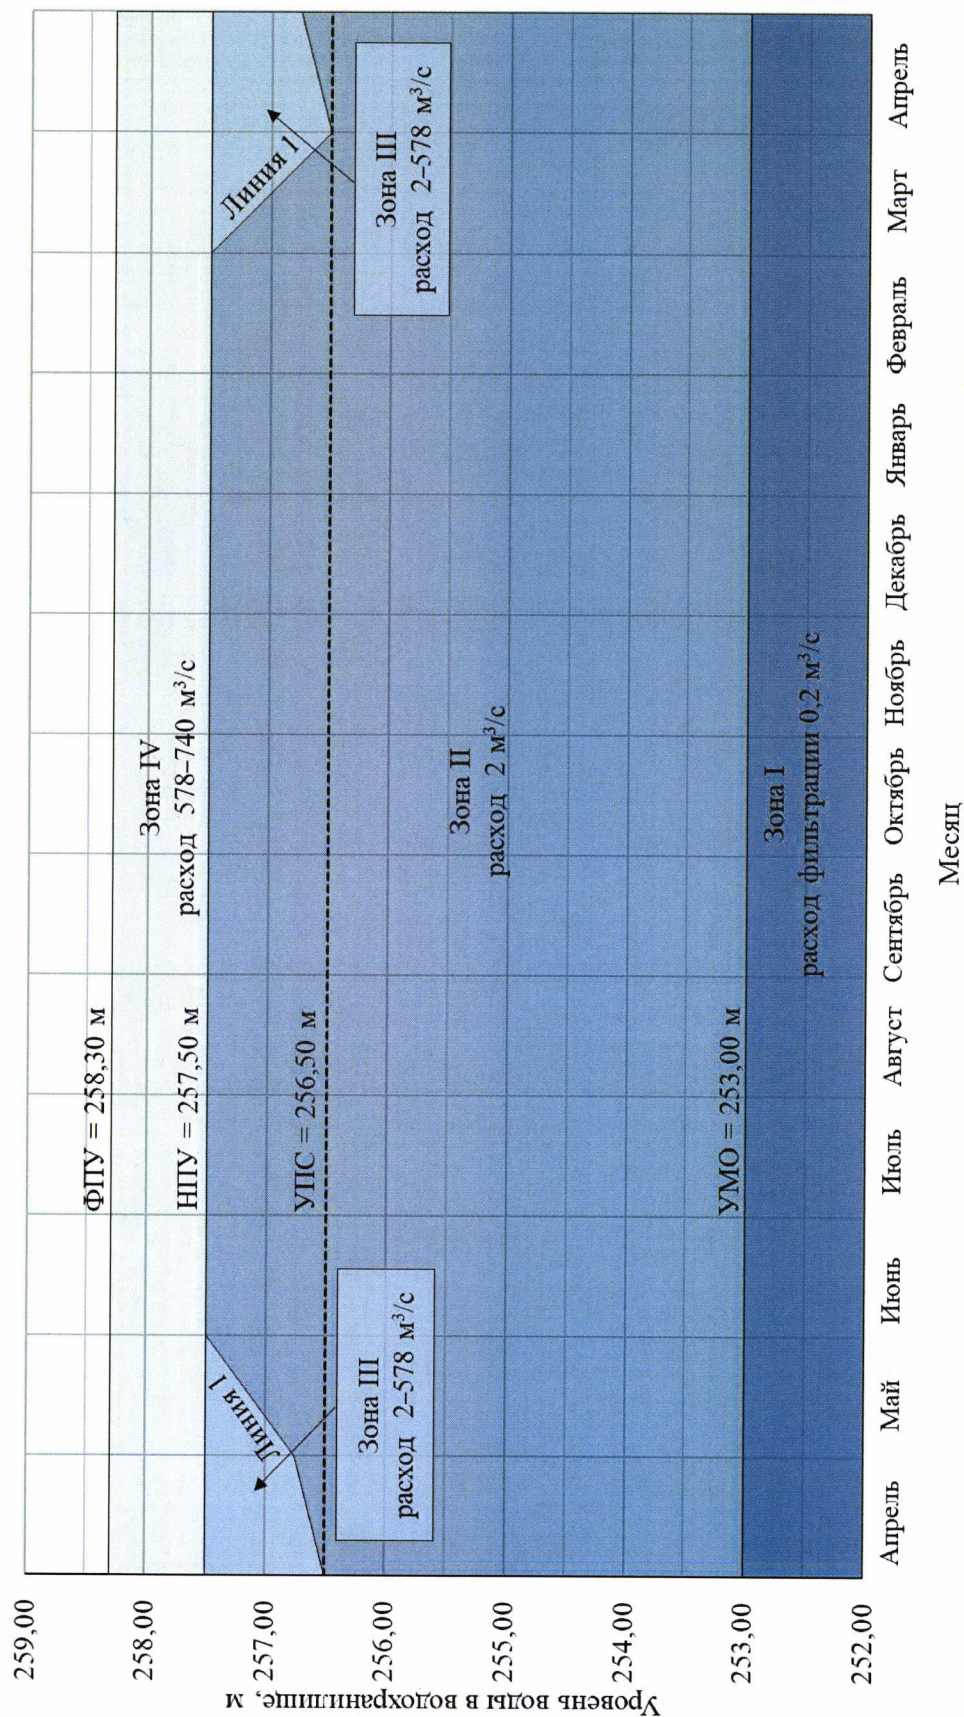 Уровень воды в водохранилище, м
259,00
258,00
257,00
256,00
255,00
254,00
253,00
252,00
ФПУ = 258,30 м
Зона IV
расход 578–740 м³/с
НПУ = 257,50 м
Линия 1
Линия 1
УПС = 256,50 м
Зона III
расход 2–578 м³/с
Зона III
расход 2–578 м³/с
Зона II
расход 2 м³/с
УМО = 253,00 м
Зона I
расход фильтрации 0,2 м³/с
Апрель
Май
Июнь
Июль
Август
Сентябрь
Октябрь
Ноябрь
Декабрь
Январь
Февраль
Март
Апрель
Месяц